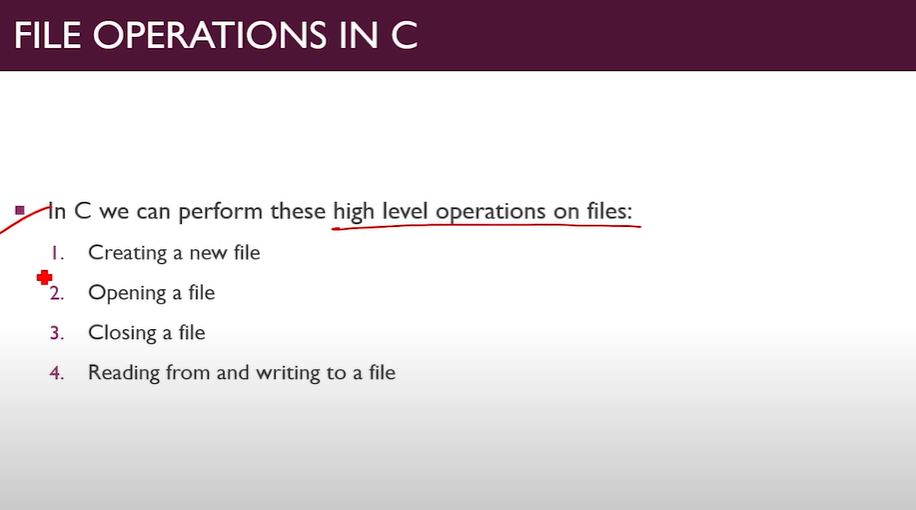 FILE OPERATIONS IN C
In C we can perform these high level operations on files:
1. Creating a new file
2. Opening a file
3. Closing a file
4. Reading from and writing to a file